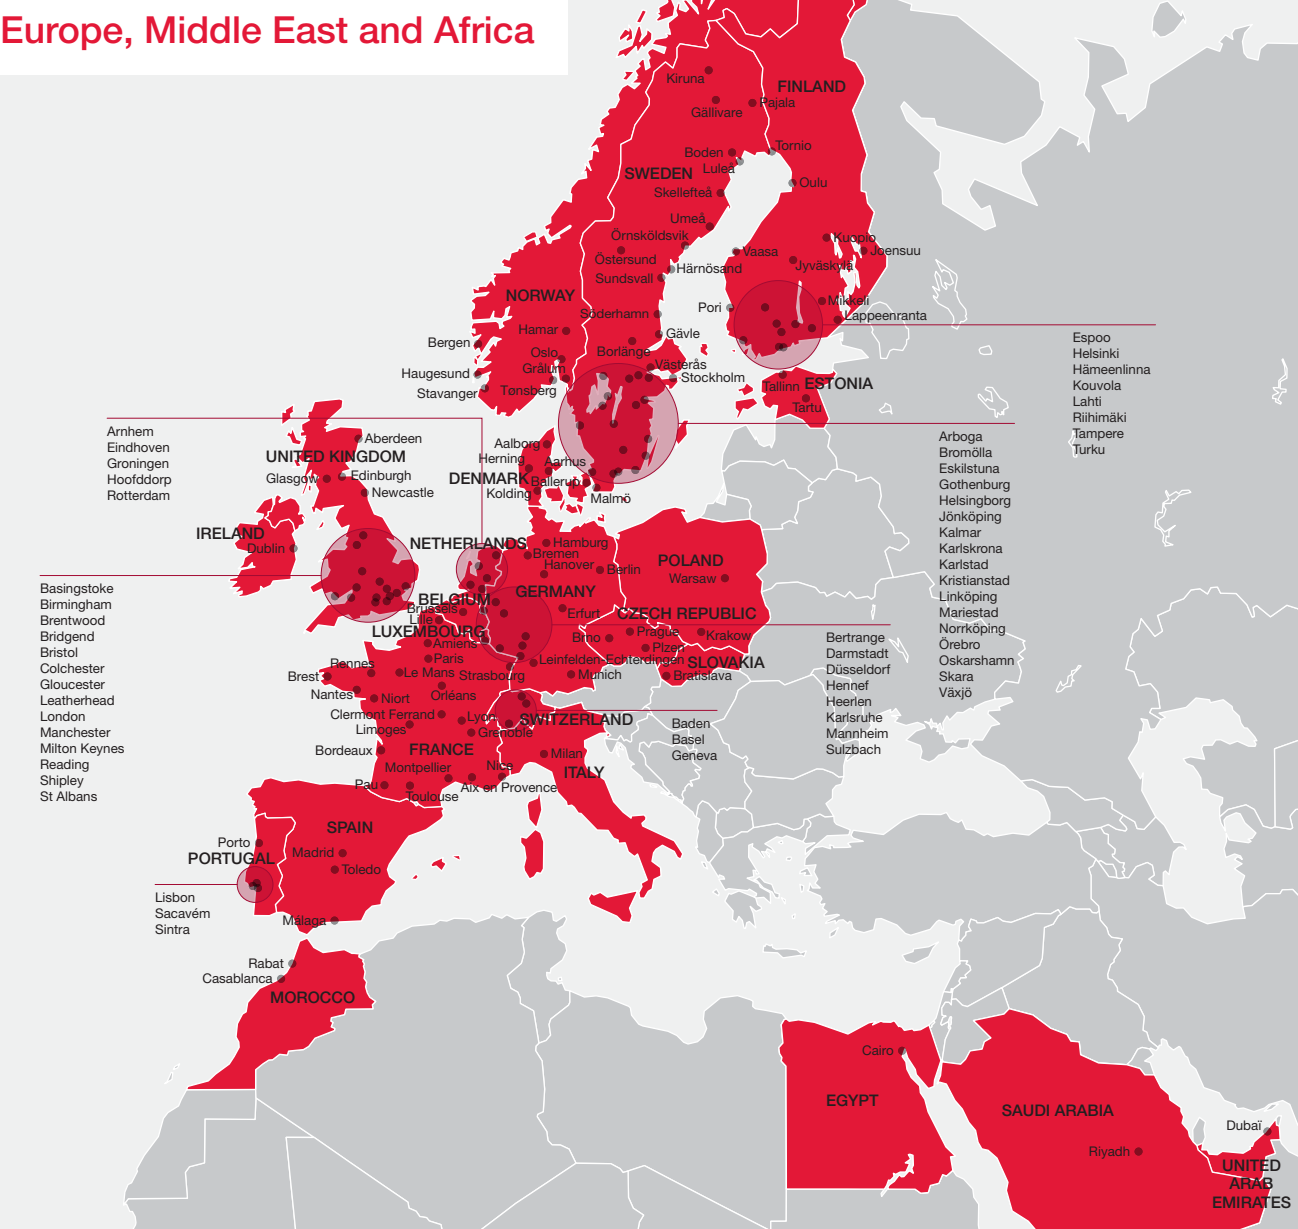 Europe, Middle East and Africa
Kiruna
FINLAND
Gällivare
Pajala
Boden
Tornio
Luleå
SWEDEN
Oulu
Skellefteå
Umeå
Örnsköldsvik
Kuopio
Vaasa
Joensuu
Östersund
Jyväskylä
Härnösand
Sundsvall
NORWAY
Mikkeli
Pori
Söderhamn
Lappeenranta
Hamar
Gävle
Bergen
Oslo
Borlänge
Grålum
Västerås
Haugesund
Stockholm
Stavanger
Tønsberg
Tallinn
ESTONIA
Tartu
Espoo
Helsinki
Hämeenlinna
Kouvola
Lahti
Riihimäki
Tampere
Turku
Arnhem
Eindhoven
Groningen
Hoofddorp
Rotterdam
Aberdeen
UNITED KINGDOM
Edinburgh
Glasgow
Newcastle
Aalborg
Herning
Aarhus
DENMARK
Ballerup
Kolding
Malmö
Arboga
Bromölla
Eskilstuna
Gothenburg
Helsingborg
Jönköping
Kalmar
Karlskrona
Karlstad
Kristianstad
Linköping
Mariestad
Norrköping
Örebro
Oskarshamn
Skara
Växjö
IRELAND
Dublin
NETHERLANDS
Hamburg
Bremen
Hanover
Berlin
POLAND
Warsaw
GERMANY
BELGIUM
Brussels
Lille
Erfurt
CZECH REPUBLIC
LUXEMBOURG
Brno
Prague
Krakow
Amiens
Plzen
Paris
Leinfelden-Echterdingen
SLOVAKIA
Rennes
Brest
Le Mans
Strasbourg
Munich
Bratislava
Nantes
Niort
Orléans
Clermont Ferrand
Lyon
SWITZERLAND
Limoges
Grenoble
Bordeaux
FRANCE
Milan
Montpellier
Nice
ITALY
Pau
Toulouse
Aix en Provence
Basingstoke
Birmingham
Brentwood
Bridgend
Bristol
Colchester
Gloucester
Leatherhead
London
Manchester
Milton Keynes
Reading
Shipley
St Albans
Bertrange
Darmstadt
Düsseldorf
Hennef
Heerlen
Karlsruhe
Mannheim
Sulzbach
Baden
Basel
Geneva
SPAIN
Porto
Madrid
PORTUGAL
Toledo
Lisbon
Sacavém
Sintra
Málaga
Rabat
Casablanca
MOROCCO
Cairo
EGYPT
SAUDI ARABIA
Riyadh
Dubaï
UNITED
ARAB
EMIRATES